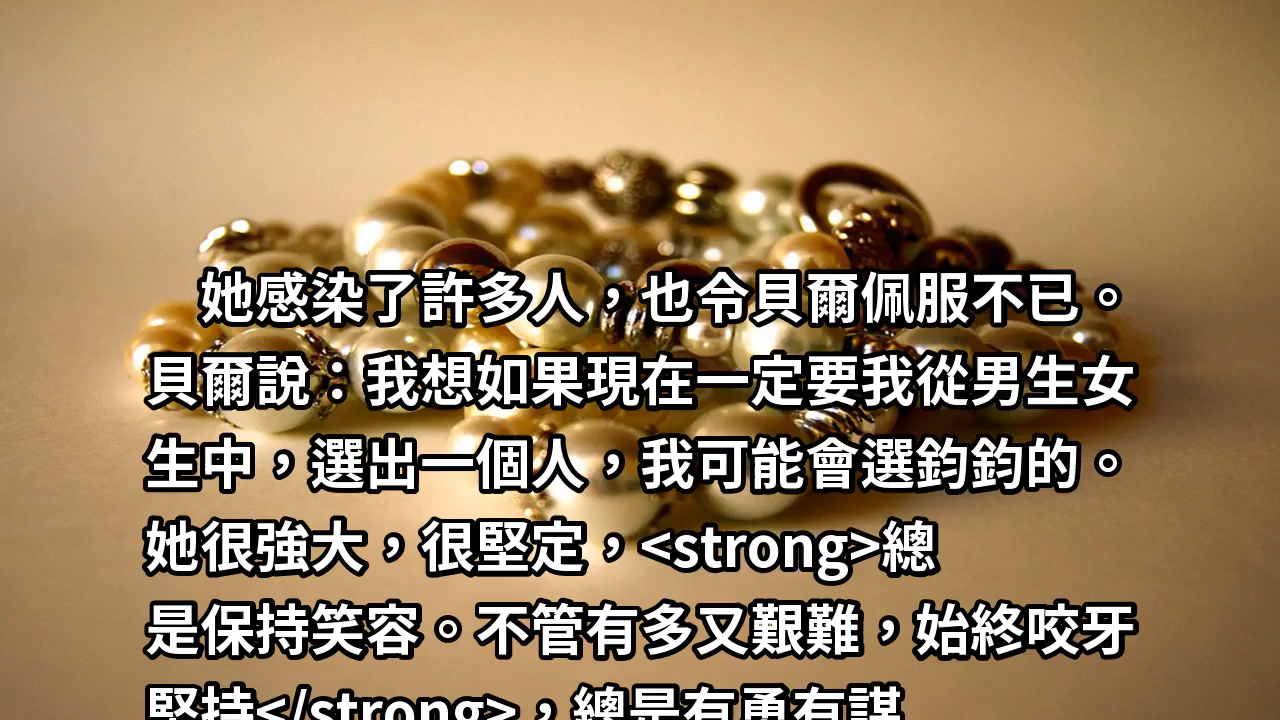 她感染了許多人，也令貝爾佩服不已。
貝爾說：我想如果現在一定要我從男生女
生中，選出一個人，我可能會選鈞鈞的。
她很強大，很堅定，<strong>總
是保持笑容。不管有多又艱難，始終咬牙
堅持</strong>，總是有勇有謀